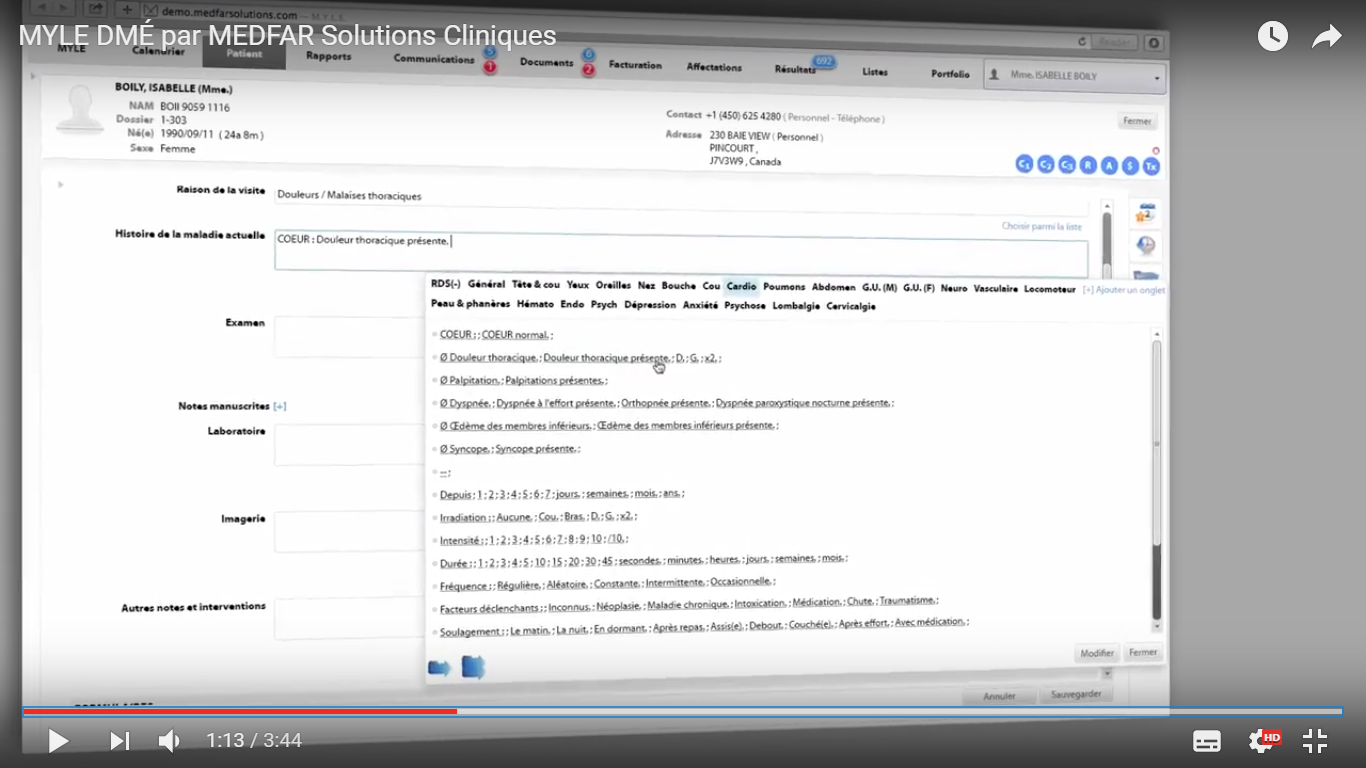 demo.medfarsolutions.com — M.Y.L.E.
MYLE DMÉ par MEDFAR Solutions Cliniques
Reader
MYLE Calendrier Patient Rapports Communications 5 1 Documents 6 2 Facturation Affectations Résultats 692 Listes Portfolio Mme. ISABELLE BOILY
BOILY, ISABELLE (Mme.)
NAM BOII 9059 1116
Dossier 1-303
Né(e) 1990/09/11 (24a 8m)
Sexe Femme
Contact +1 (450) 625 4280 (Personnel - Téléphone)
Adresse 230 BAIE VIEW (Personnel)
PINCOURT,
J7V3W9, Canada
Fermer
C1 C2 C3 R A $ Tx
Raison de la visite Douleurs / Malaises thoraciques
Choisir parmi la liste
Histoire de la maladie actuelle COEUR : Douleur thoracique présente.
RDS(-) Général Tête & cou Yeux Oreilles Nez Bouche Cou Cardio Poumons Abdomen G.U. (M) G.U. (F) Neuro Vasculaire Locomoteur [+] Ajouter un onglet
Peau & phanères Hémato Endo Psych Dépression Anxiété Psychose Lombalgie Cervicalgie
Examen
Notes manuscrites [+]
Laboratoire
Imagerie
Autres notes et interventions
COEUR : ; COEUR normal. ;
Ø Douleur thoracique. ; Douleur thoracique présente. ; D. ; G. ; x2. ;
Ø Palpitation. ; Palpitations présentes. ;
Ø Dyspnée. ; Dyspnée à l'effort présente. ; Orthopnée présente. ; Dyspnée paroxystique nocturne présente. ;
Ø Œdème des membres inférieurs. ; Œdème des membres inférieurs présente. ;
Ø Syncope. ; Syncope présente. ;
--- ;
Depuis ; 1 ; 2 ; 3 ; 4 ; 5 ; 6 ; 7 ; jours. ; semaines. ; mois. ; ans. ;
Irradiation : ; Aucune. ; Cou. ; Bras. ; D. ; G. ; x2. ;
Intensité : ; 1 ; 2 ; 3 ; 4 ; 5 ; 6 ; 7 ; 8 ; 9 ; 10 ; /10. ;
Durée : ; 1 ; 2 ; 3 ; 4 ; 5 ; 10 ; 15 ; 20 ; 30 ; 45 ; secondes. ; minutes. ; heures. ; jours. ; semaines. ; mois. ;
Fréquence : ; Régulière. ; Aléatoire. ; Constante. ; Intermittente. ; Occasionnelle. ;
Facteurs déclenchants : ; Inconnus. ; Néoplasie. ; Maladie chronique. ; Intoxication. ; Médication. ; Chute. ; Traumatisme. ;
Soulagement : ; Le matin. ; La nuit. ; En dormant. ; Après repas. ; Assis(e). ; Debout. ; Couché(e). ; Après effort. ; Avec médication. ;
Modifier Fermer
Annuler Sauvegarder
1:13 / 3:44
HD